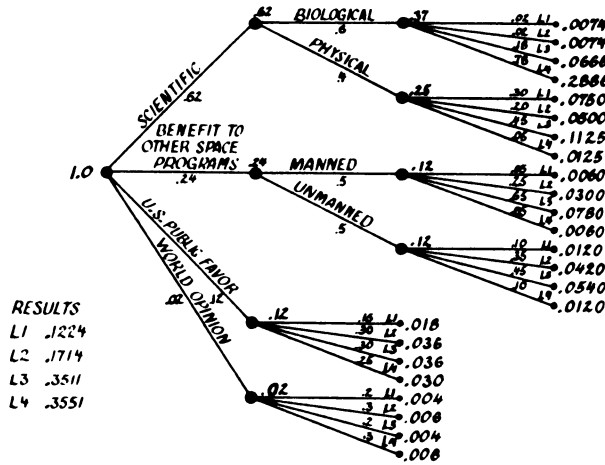 .62
BIOLOGICAL
.6
.37
.02 L1 .0074
.02 L2 .0074
.18 L3 .0666
.78 L4 .2886
PHYSICAL
.4
.25
.30 L1 .0750
.20 L2 .0500
.45 L3 .1125
.05 L4 .0125
SCIENTIFIC
.62
1.0
BENEFIT TO
OTHER SPACE
PROGRAMS
.24
.24
MANNED
.5
.12
L1 .0060
.25 L2 .0300
.65 L3 .0780
L4 .0060
UNMANNED
.5
.12
.10 L1 .0120
.35 L2 .0420
.45 L3 .0540
.10 L4 .0120
U.S. PUBLIC FAVOR
.12
.12
L1 .018
.30 L2 .036
.30 L3 .036
.25 L4 .030
WORLD OPINION
.02
.02
.2 L1 .004
.3 L2 .006
.2 L3 .004
.3 L4 .006
RESULTS
L1 .1224
L2 .1714
L3 .3511
L4 .3551